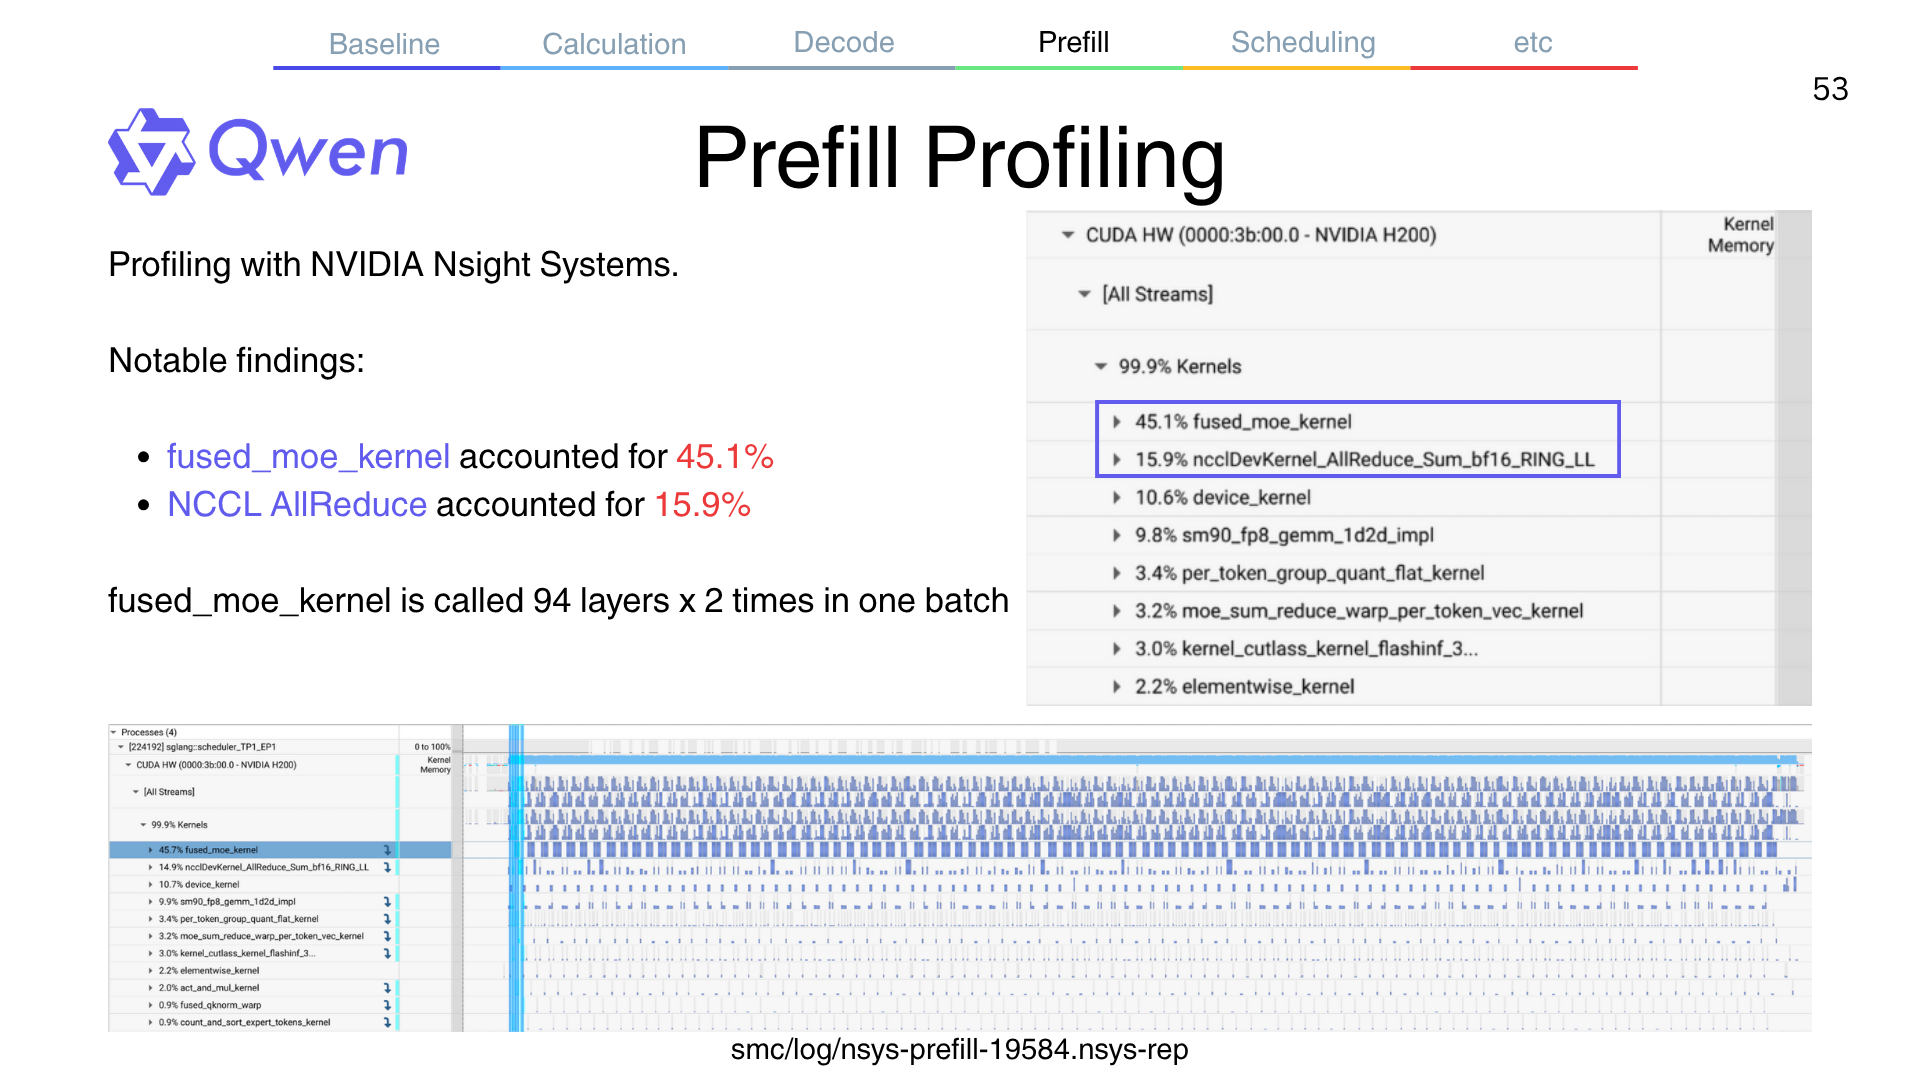 Baseline
Calculation
Decode
Prefill
Scheduling
etc
53
Qwen
Prefill Profiling
Profiling with NVIDIA Nsight Systems.
Notable findings:
• fused_moe_kernel accounted for 45.1%
• NCCL AllReduce accounted for 15.9%
fused_moe_kernel is called 94 layers x 2 times in one batch
CUDA HW (0000:3b:00.0 - NVIDIA H200)
Kernel
Memory
[All Streams]
99.9% Kernels
45.1% fused_moe_kernel
15.9% ncclDevKernel_AllReduce_Sum_bf16_RING_LL
10.6% device_kernel
9.8% sm90_fp8_gemm_1d2d_impl
3.4% per_token_group_quant_flat_kernel
3.2% moe_sum_reduce_warp_per_token_vec_kernel
3.0% kernel_cutlass_kernel_flashinf_3...
2.2% elementwise_kernel
Processes (4)
[224192] sglang::scheduler_TP1_EP1
0 to 100%
CUDA HW (0000:3b:00.0 - NVIDIA H200)
Kernel
Memory
[All Streams]
99.9% Kernels
45.7% fused_moe_kernel
14.9% ncclDevKernel_AllReduce_Sum_bf16_RING_LL
10.7% device_kernel
9.9% sm90_fp8_gemm_1d2d_impl
3.4% per_token_group_quant_flat_kernel
3.2% moe_sum_reduce_warp_per_token_vec_kernel
3.0% kernel_cutlass_kernel_flashinf_3...
2.2% elementwise_kernel
2.0% act_and_mul_kernel
0.9% fused_qknorm_warp
0.9% count_and_sort_expert_tokens_kernel
smc/log/nsys-prefill-19584.nsys-rep